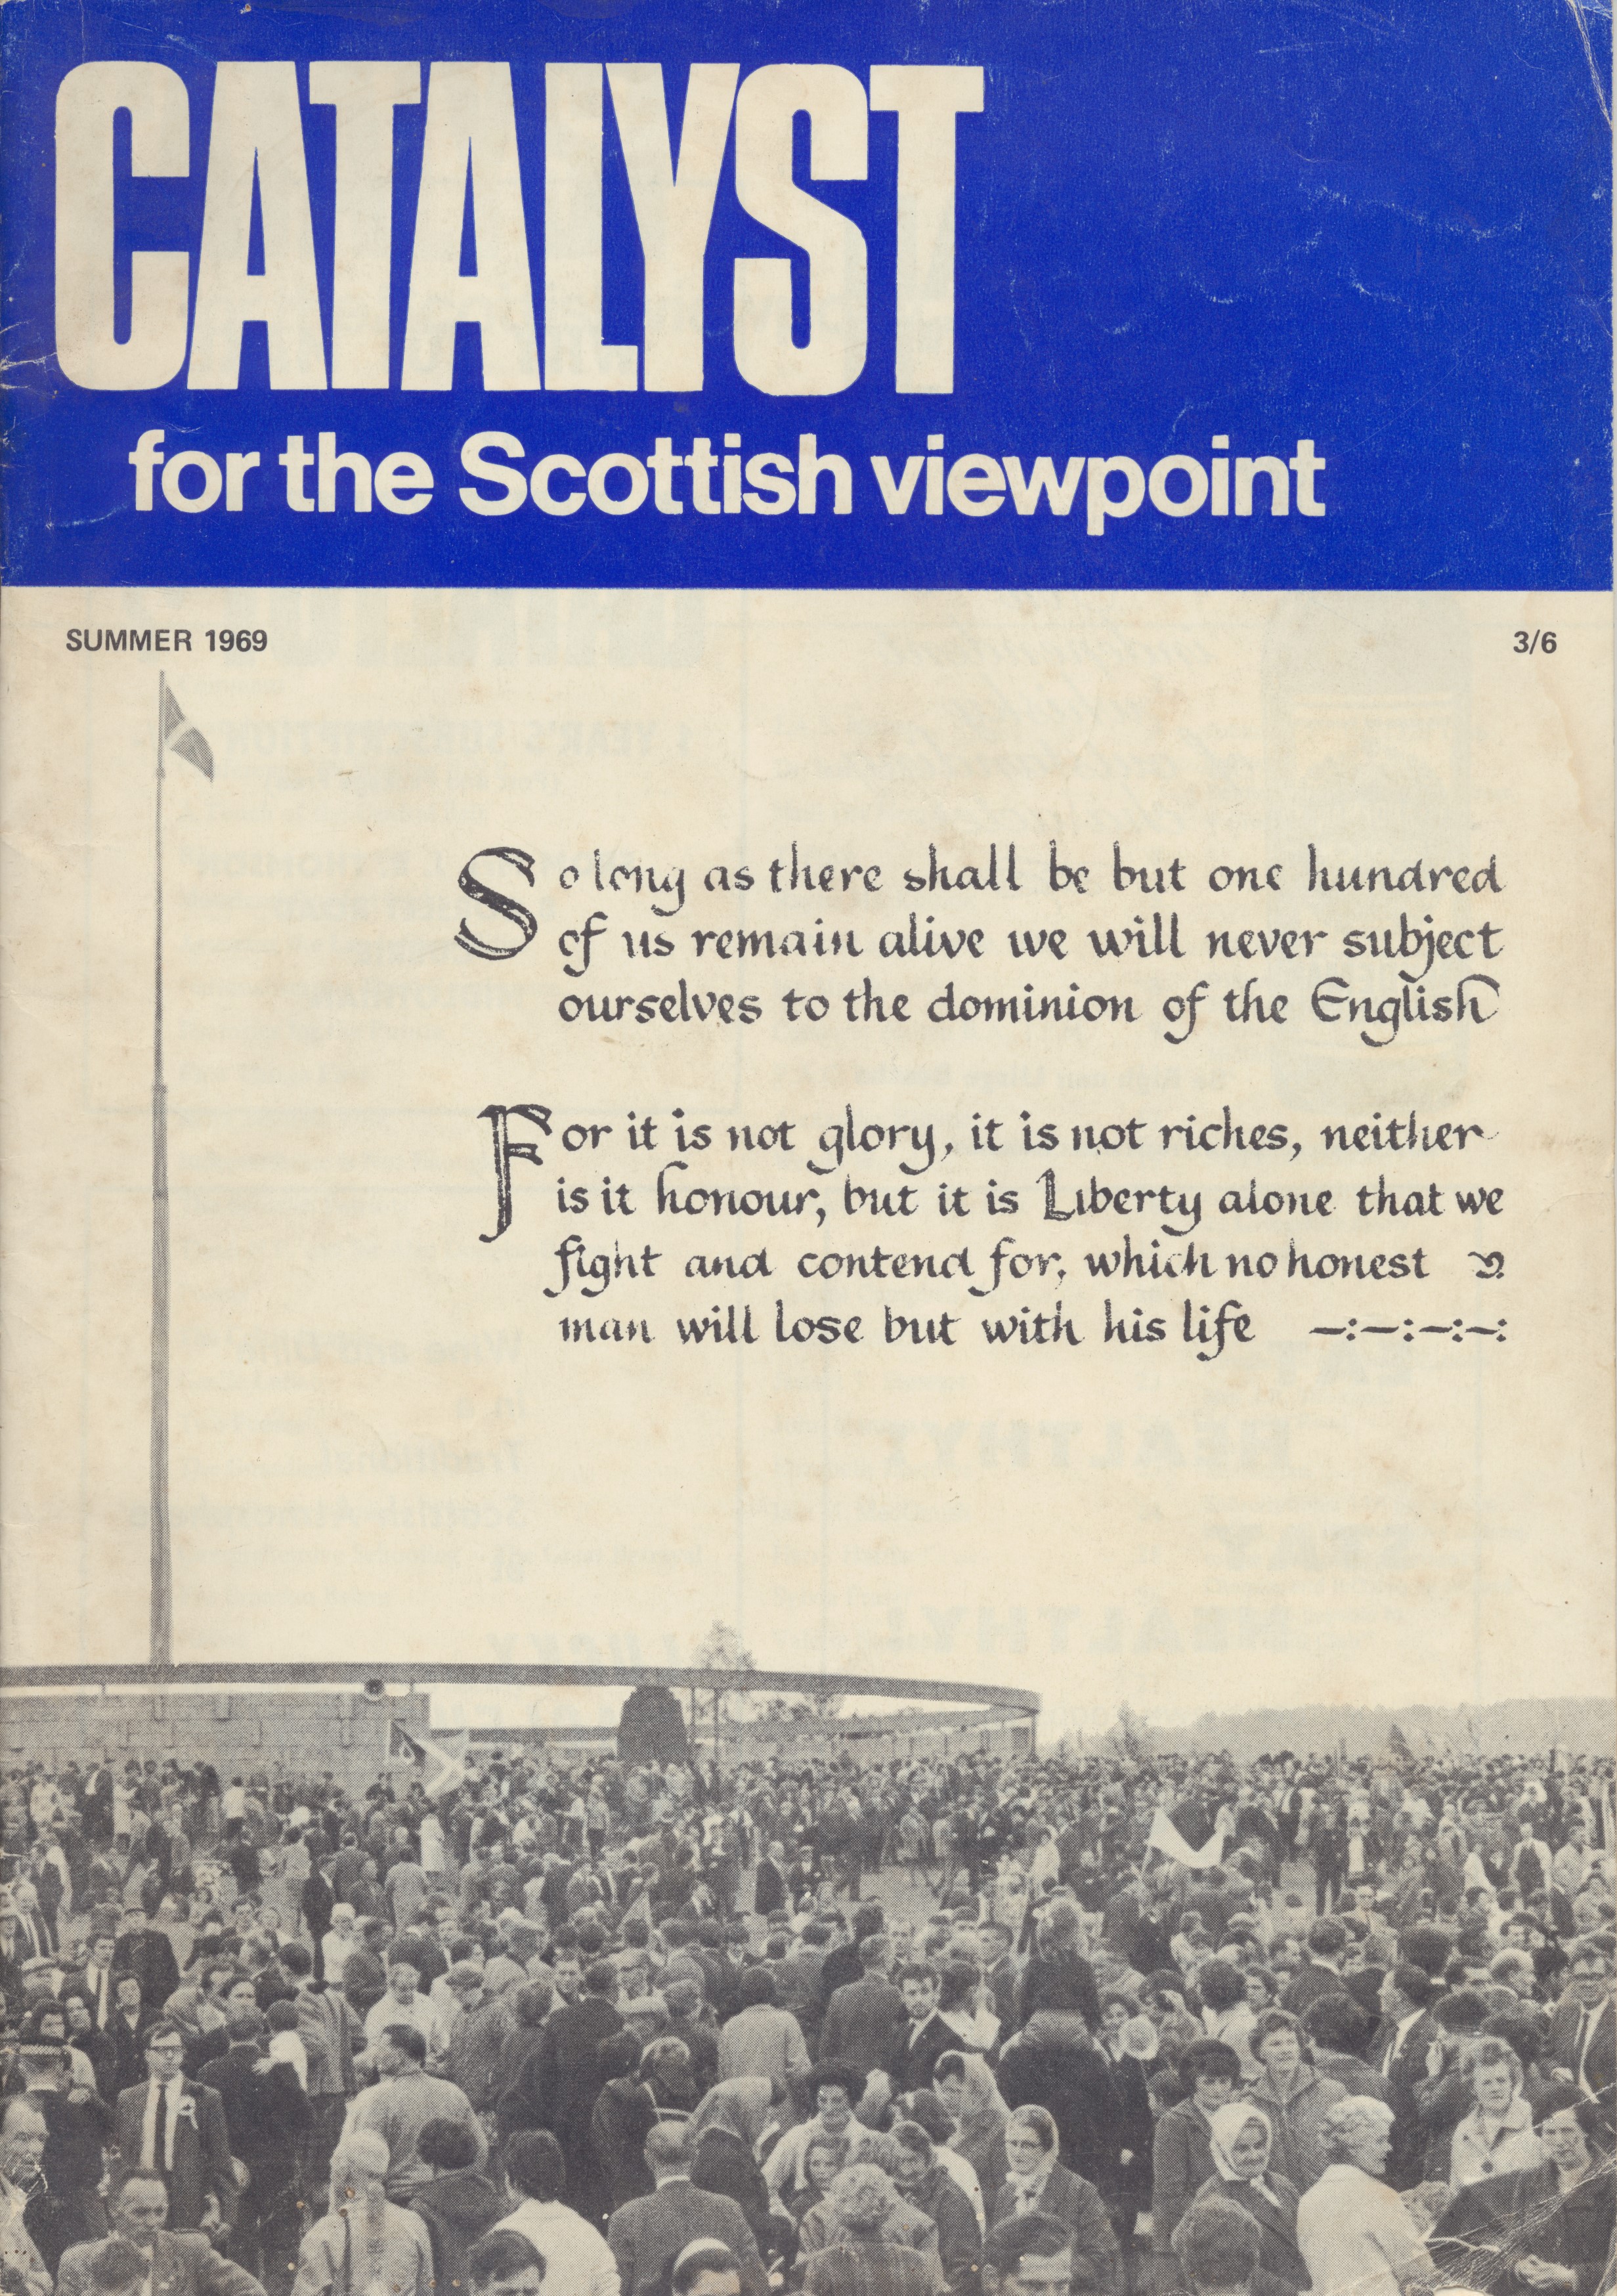 CATALYST
for the Scottish viewpoint
SUMMER 1969
3/6
So long as there shall be but one hundred
of us remain alive we will never subject
ourselves to the dominion of the English
For it is not glory, it is not riches, neither
is it honour, but it is Liberty alone that we
fight and contend for, which no honest
man will lose but with his life —:—:—:—: